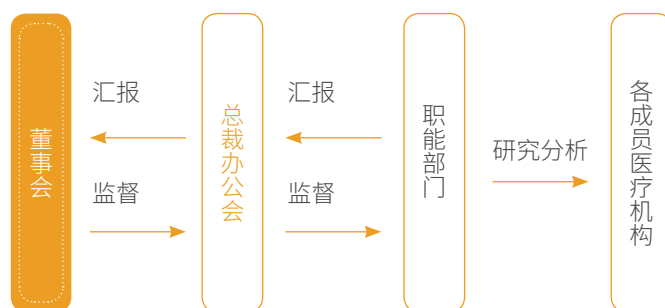 董事会
汇报
监督
总裁办公会
汇报
监督
职能部门
研究分析
各成员医疗机构